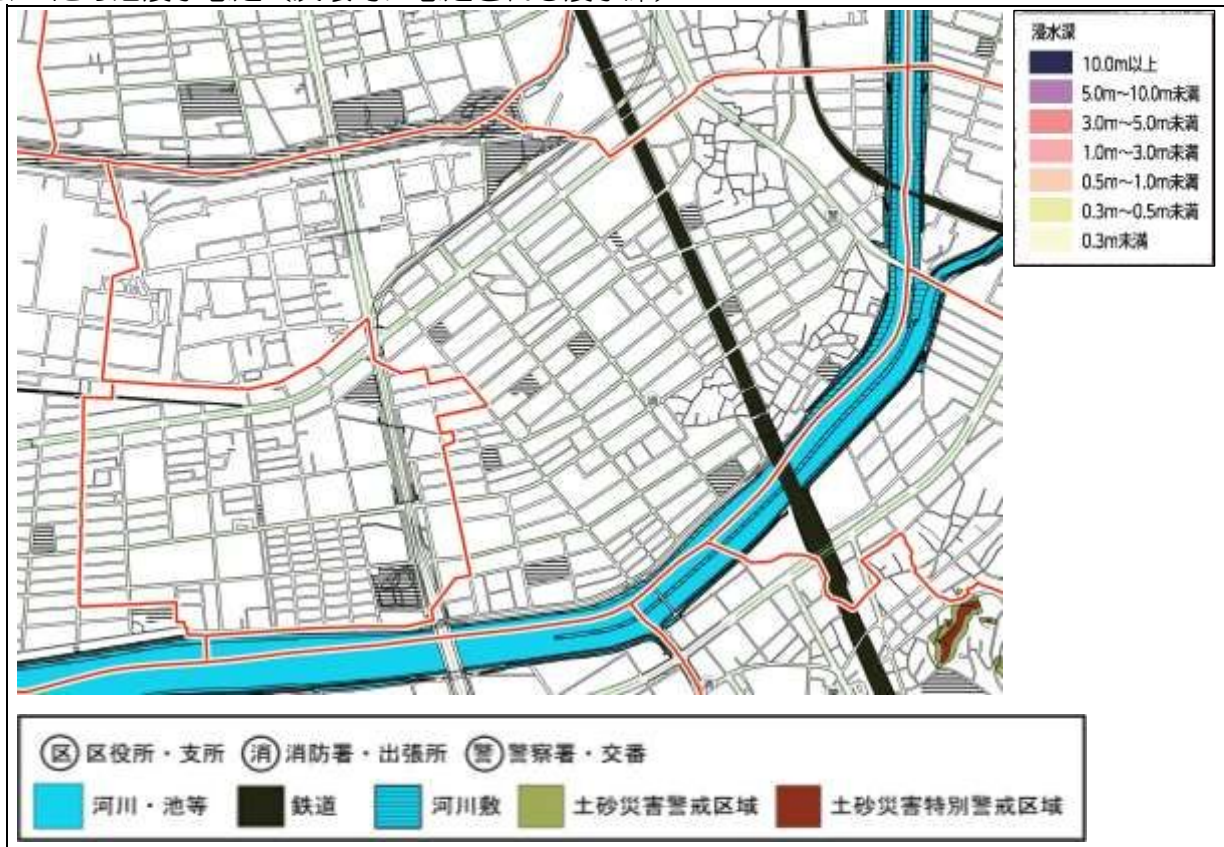 浸水深
10.0m以上
5.0m～10.0m未満
3.0m～5.0m未満
1.0m～3.0m未満
0.5m～1.0m未満
0.3m～0.5m未満
0.3m未満
区 区役所・支所 消 消防署・出張所 警 警察署・交番
河川・池等 鉄道 河川敷 土砂災害警戒区域 土砂災害特別警戒区域